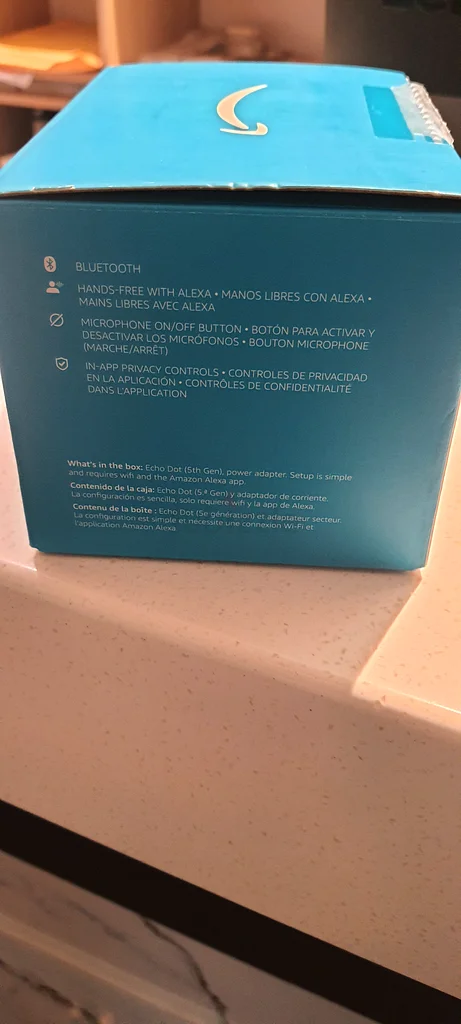 BLUETOOTH
HANDS-FREE WITH ALEXA • MANOS LIBRES CON ALEXA •
MAINS LIBRES AVEC ALEXA
MICROPHONE ON/OFF BUTTON • BOTÓN PARA ACTIVAR Y
DESACTIVAR LOS MICRÓFONOS • BOUTON MICROPHONE
(MARCHE/ARRÊT)
IN-APP PRIVACY CONTROLS • CONTROLES DE PRIVACIDAD
EN LA APLICACIÓN • CONTRÔLES DE CONFIDENTIALITÉ
DANS L'APPLICATION
What's in the box: Echo Dot (5th Gen), power adapter. Setup is simple
and requires wifi and the Amazon Alexa app.
Contenido de la caja: Echo Dot (5.ª Gen) y adaptador de corriente.
La configuración es sencilla, solo requiere wifi y la app de Alexa.
Contenu de la boîte : Echo Dot (5e génération) et adaptateur secteur.
La configuration est simple et nécessite une connexion Wi-Fi et
l'application Amazon Alexa.